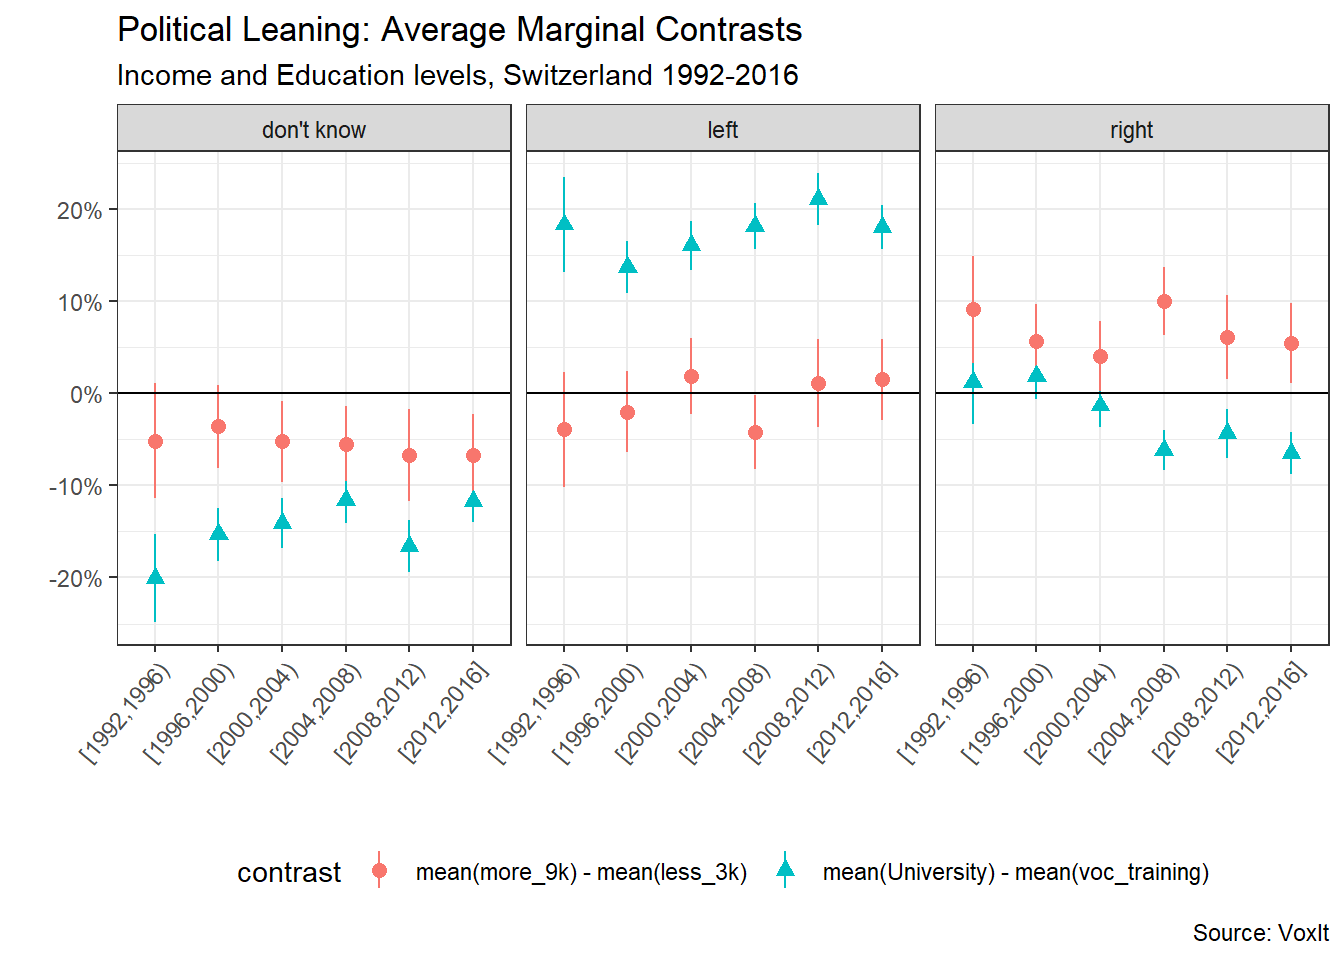 Political Leaning: Average Marginal Contrasts
Income and Education levels, Switzerland 1992-2016
don't know left right
20%
10%
0%
-10%
-20%
[1992,1996) [1996,2000) [2000,2004) [2004,2008) [2008,2012) [2012,2016] [1992,1996) [1996,2000) [2000,2004) [2004,2008) [2008,2012) [2012,2016] [1992,1996) [1996,2000) [2000,2004) [2004,2008) [2008,2012) [2012,2016]
contrast mean(more_9k) - mean(less_3k) mean(University) - mean(voc_training)
Source: VoxIt